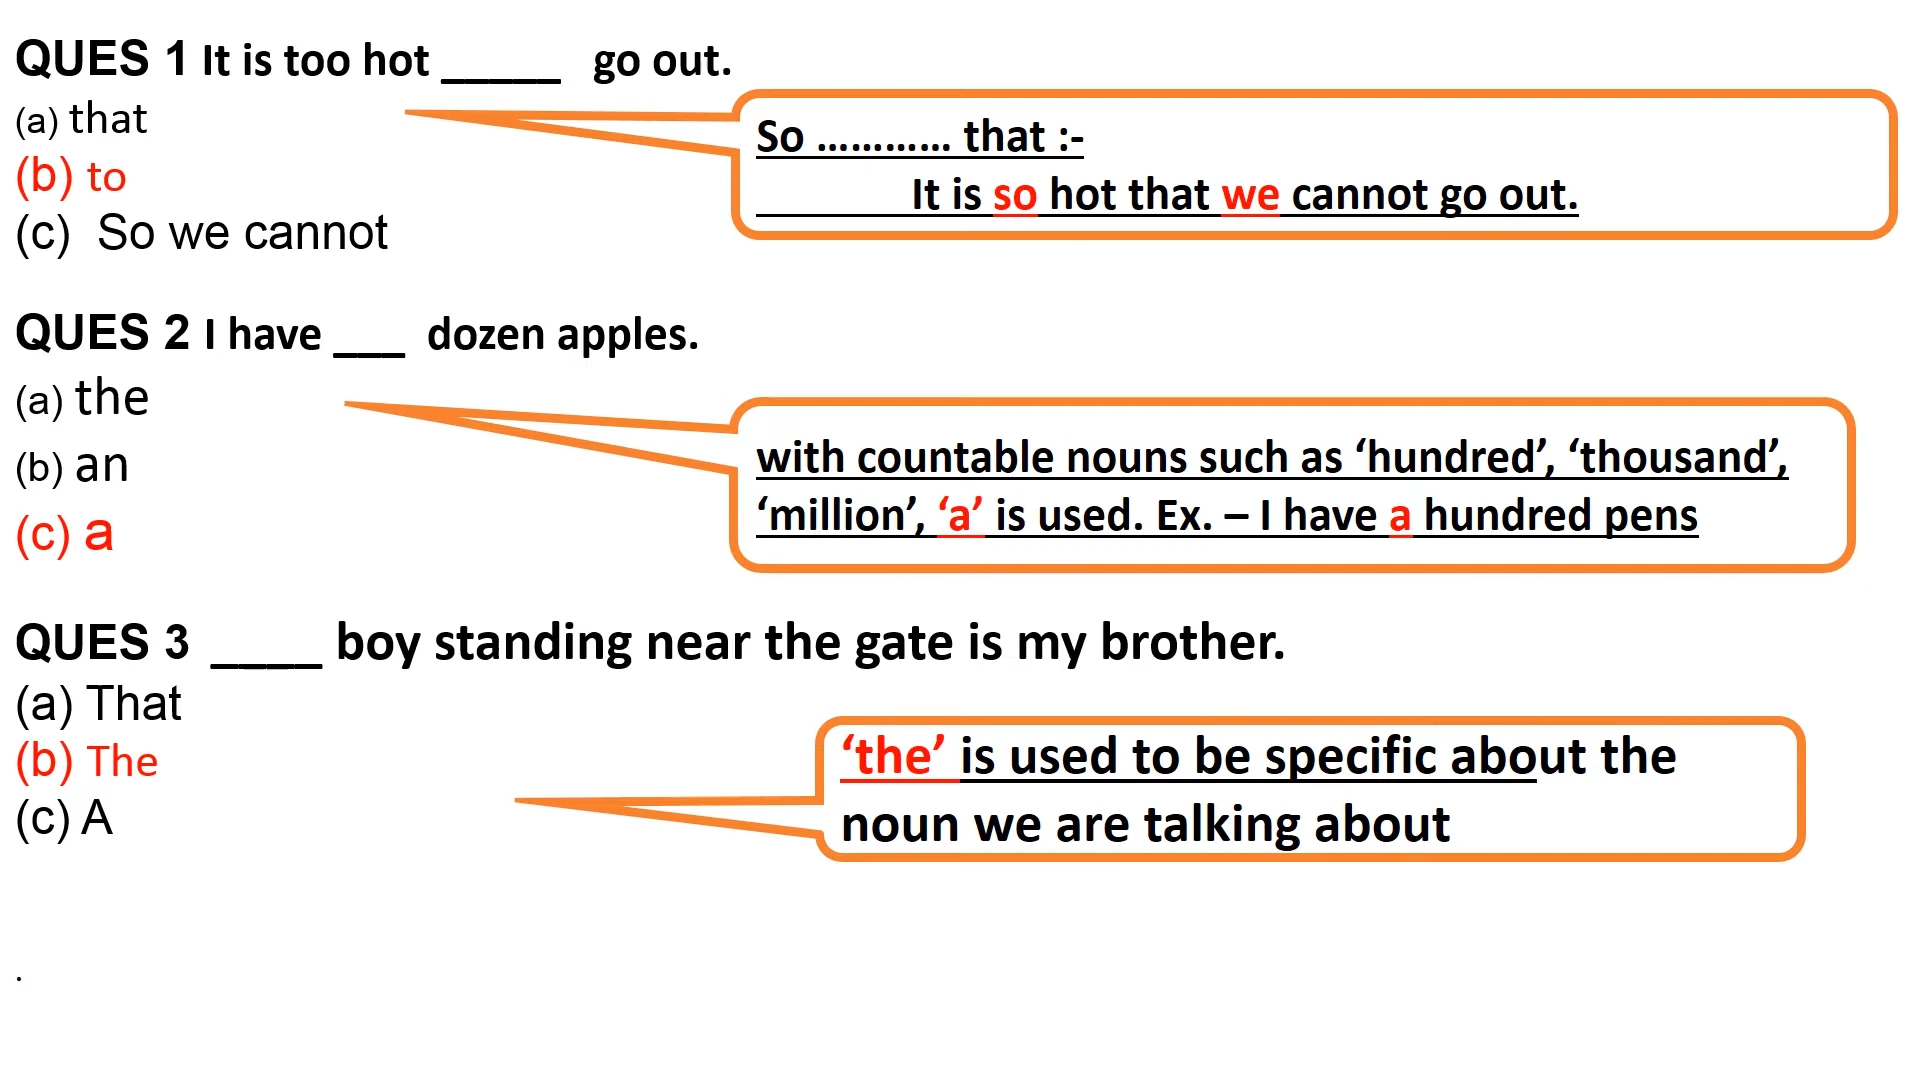 QUES 1 It is too hot _____ go out.
(a) that
(b) to
(c) So we cannot
So ………… that :-
It is so hot that we cannot go out.
QUES 2 I have ___ dozen apples.
(a) the
(b) an
(c) a
with countable nouns such as ‘hundred’, ‘thousand’,
‘million’, ‘a’ is used. Ex. – I have a hundred pens
QUES 3 ____ boy standing near the gate is my brother.
(a) That
(b) The
(c) A
‘the’ is used to be specific about the
noun we are talking about
.